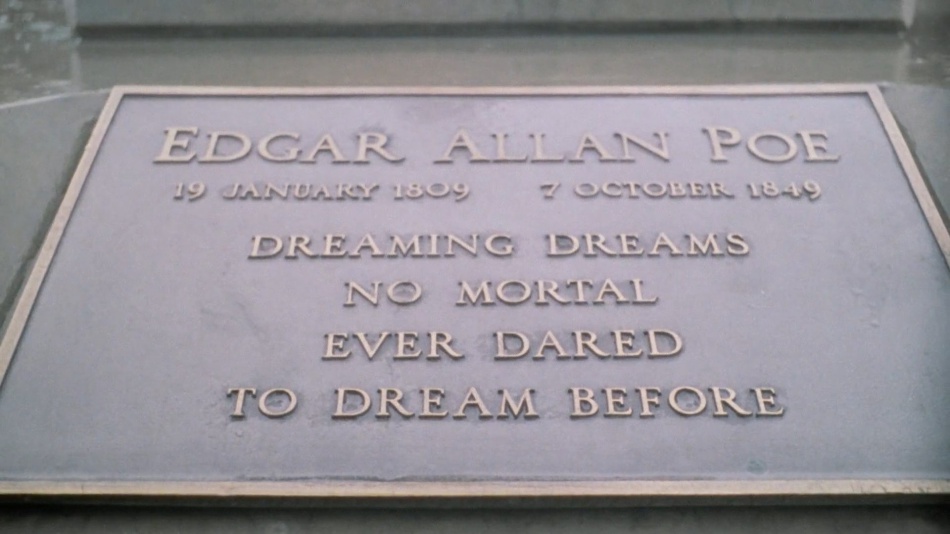 EDGAR ALLAN POE
19 JANUARY 1809 7 OCTOBER 1849
DREAMING DREAMS
NO MORTAL
EVER DARED
TO DREAM BEFORE